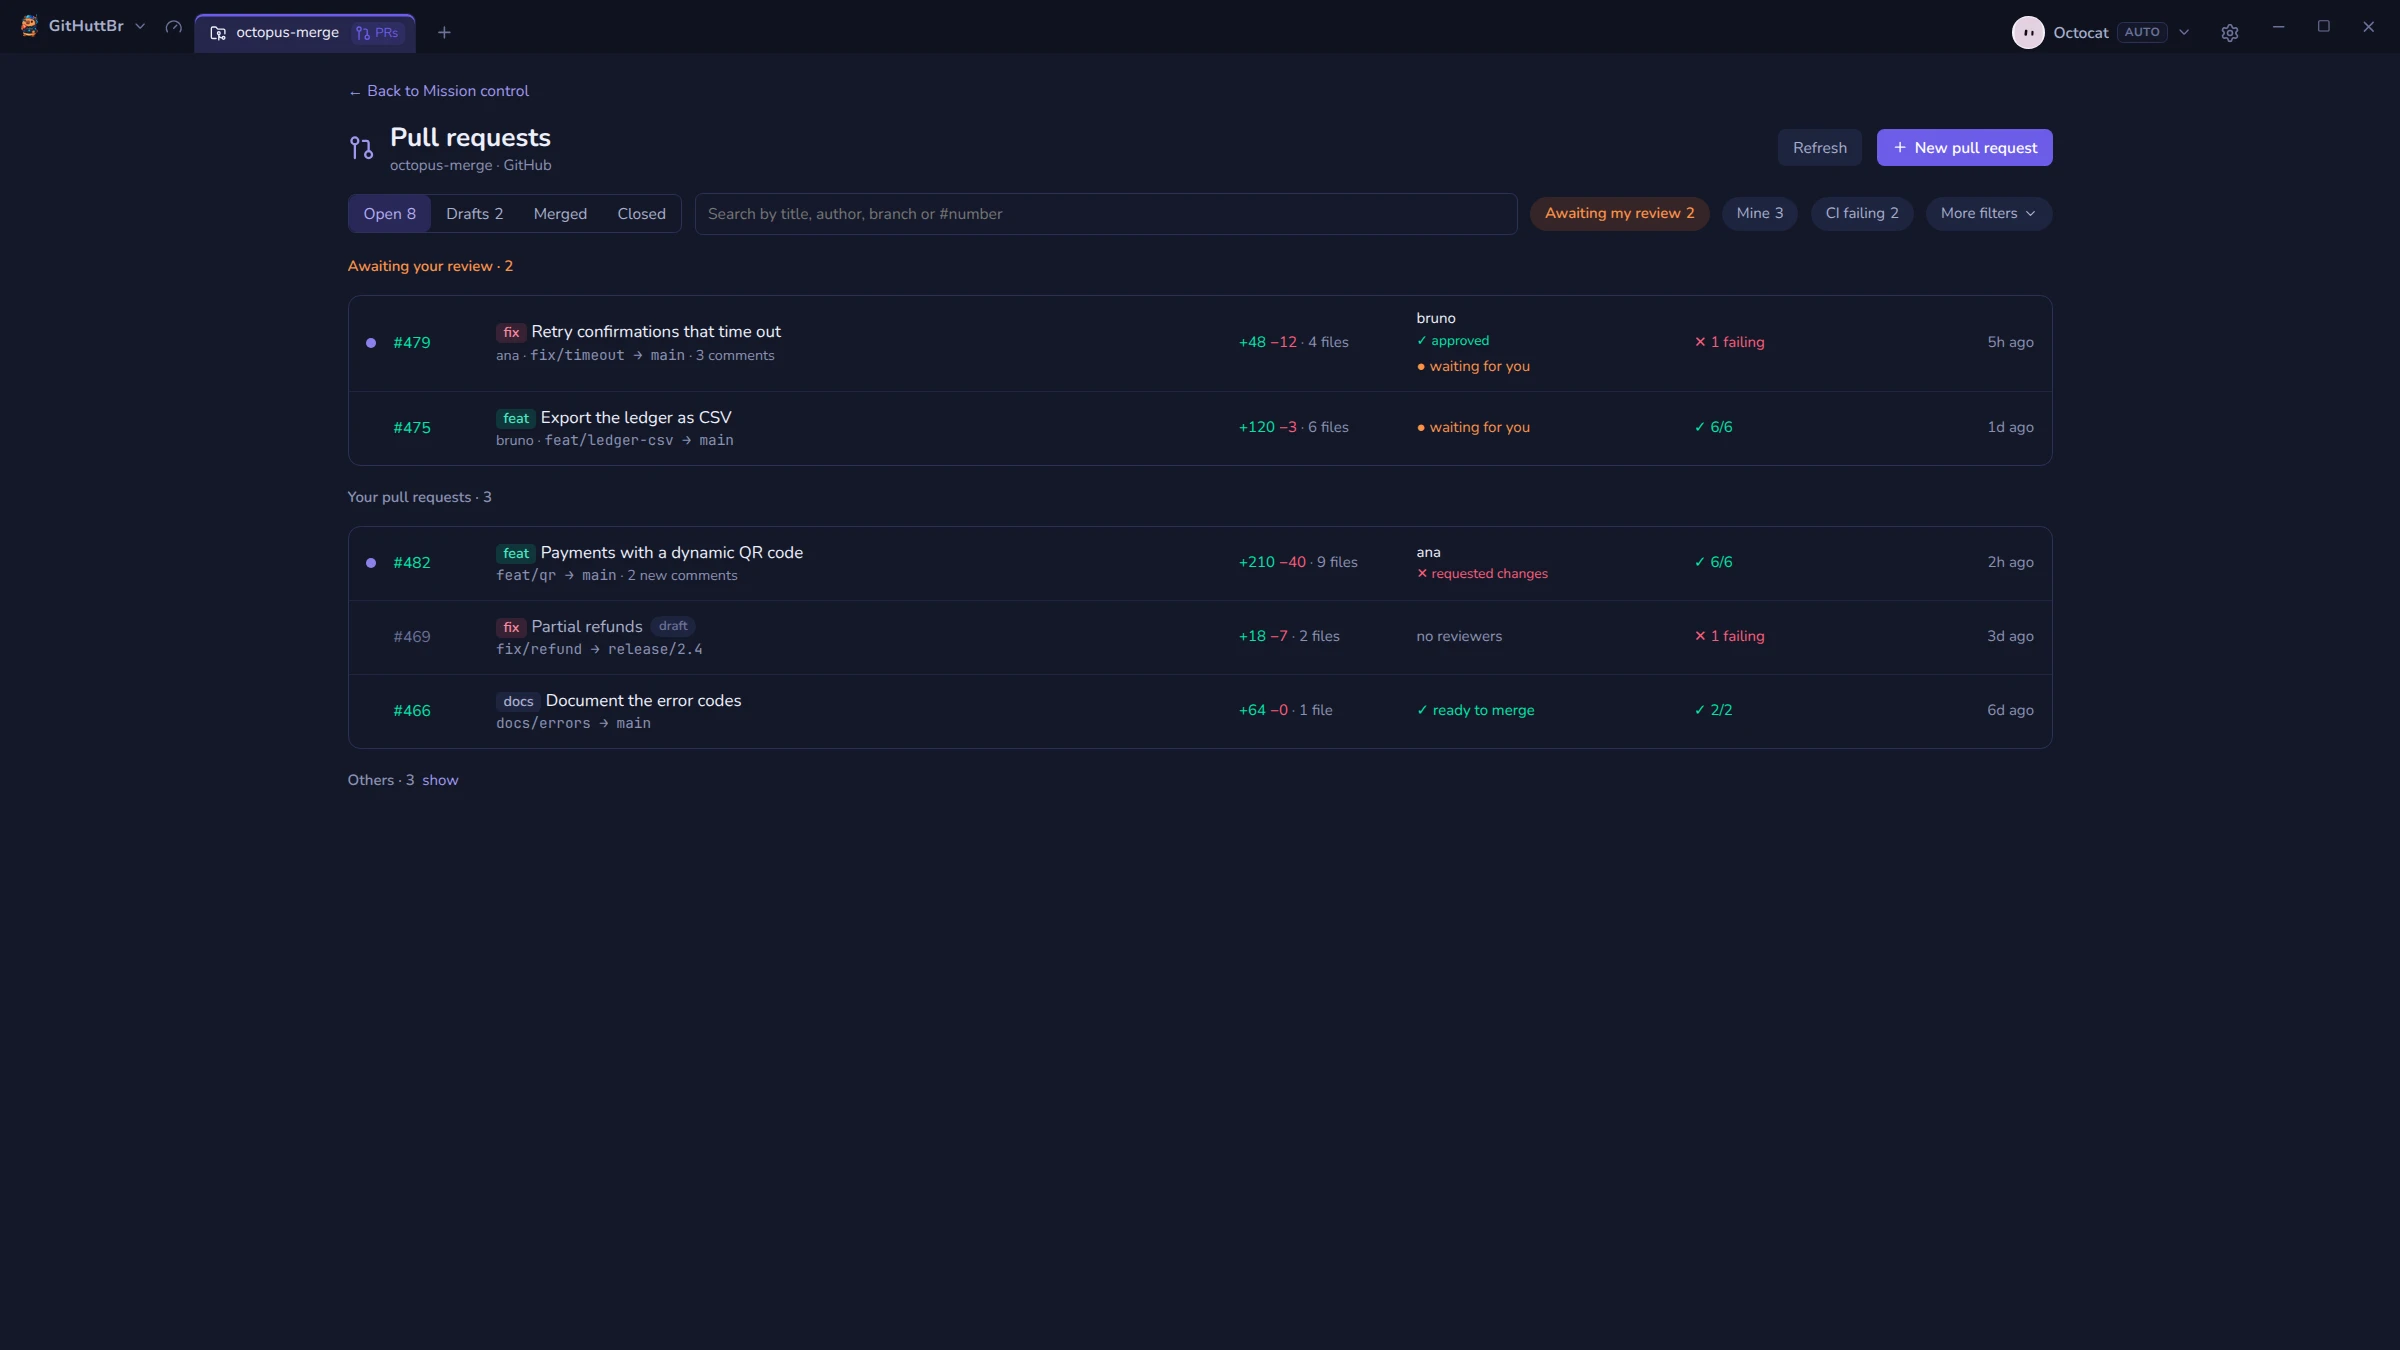 GitHuttBr
octopus-merge PRs
Octocat AUTO
← Back to Mission control
Pull requests
octopus-merge · GitHub
Refresh
+ New pull request
Open 8 Drafts 2 Merged Closed
Search by title, author, branch or #number
Awaiting my review 2 Mine 3 CI failing 2 More filters
Awaiting your review · 2
#479 fix Retry confirmations that time out
ana · fix/timeout → main · 3 comments
+48 −12 · 4 files
bruno
✓ approved
● waiting for you
✕ 1 failing
5h ago
#475 feat Export the ledger as CSV
bruno · feat/ledger-csv → main
+120 −3 · 6 files
● waiting for you
✓ 6/6
1d ago
Your pull requests · 3
#482 feat Payments with a dynamic QR code
feat/qr → main · 2 new comments
+210 −40 · 9 files
ana
✕ requested changes
✓ 6/6
2h ago
#469 fix Partial refunds draft
fix/refund → release/2.4
+18 −7 · 2 files
no reviewers
✕ 1 failing
3d ago
#466 docs Document the error codes
docs/errors → main
+64 −0 · 1 file
✓ ready to merge
✓ 2/2
6d ago
Others · 3 show